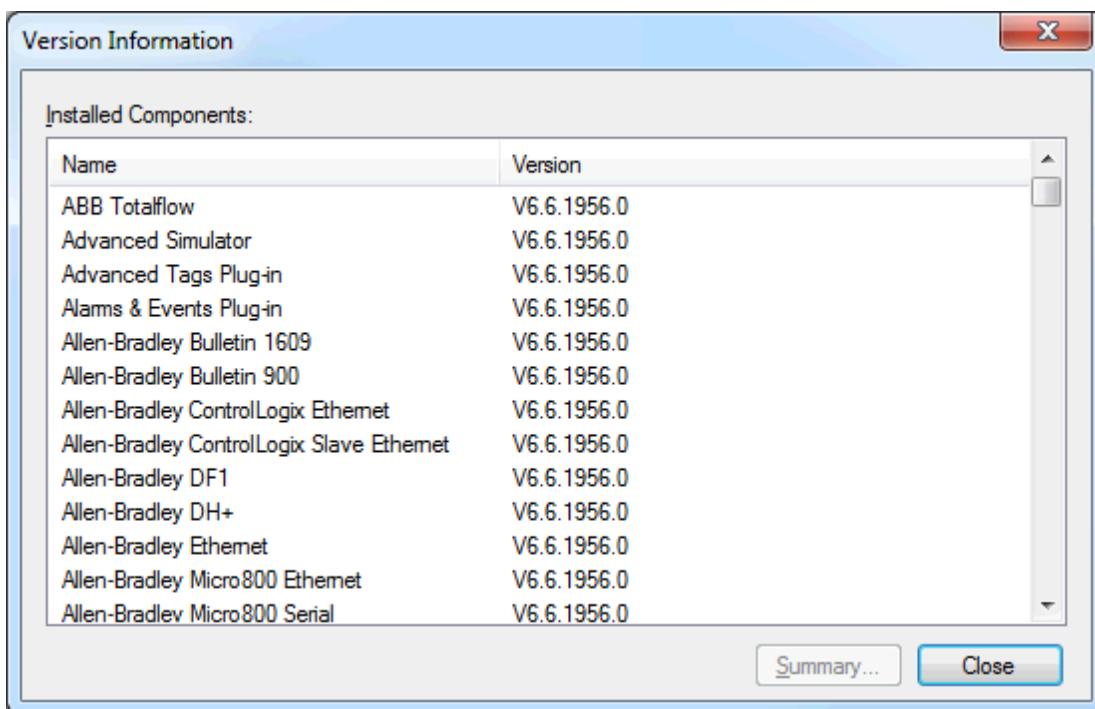 Version Information
Installed Components:
Name Version
ABB Totalflow V6.6.1956.0
Advanced Simulator V6.6.1956.0
Advanced Tags Plug-in V6.6.1956.0
Alarms & Events Plug-in V6.6.1956.0
Allen-Bradley Bulletin 1609 V6.6.1956.0
Allen-Bradley Bulletin 900 V6.6.1956.0
Allen-Bradley ControlLogix Ethernet V6.6.1956.0
Allen-Bradley ControlLogix Slave Ethernet V6.6.1956.0
Allen-Bradley DF1 V6.6.1956.0
Allen-Bradley DH+ V6.6.1956.0
Allen-Bradley Ethernet V6.6.1956.0
Allen-Bradley Micro800 Ethernet V6.6.1956.0
Allen-Bradley Micro800 Serial V6.6.1956.0
Summary... Close